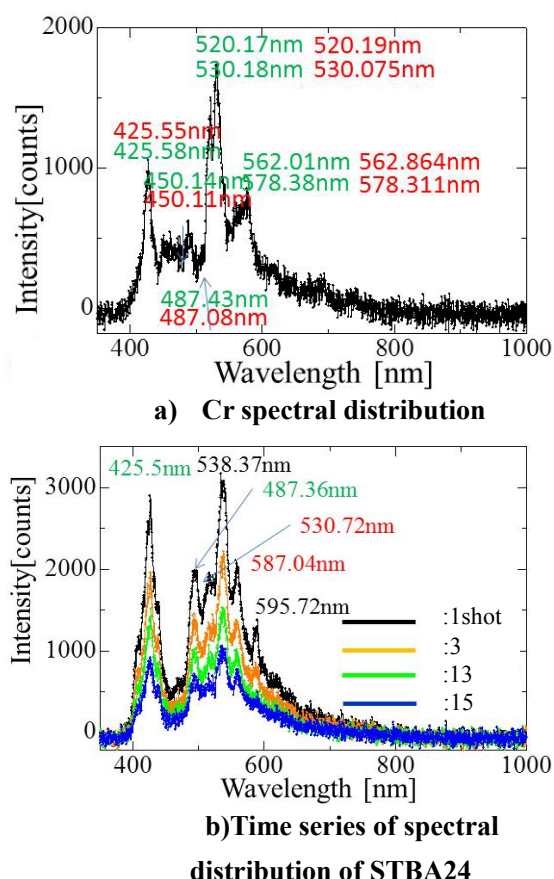 2000
520.17nm 520.19nm
530.18nm 530.075nm
425.55nm
425.58nm
1000
562.01nm 562.864nm
450.14nm 578.38nm 578.311nm
450.11nm
Intensity[counts]
0
487.43nm
487.08nm
400 600 800 1000
Wavelength [nm]
a) Cr spectral distribution
425.5nm 538.37nm
3000
487.36nm
530.72nm
2000
587.04nm
595.72nm
:1shot
1000
:3
:13
:15
Intensity[counts]
0
400 600 800 1000
Wavelength [nm]
b)Time series of spectral
distribution of STBA24